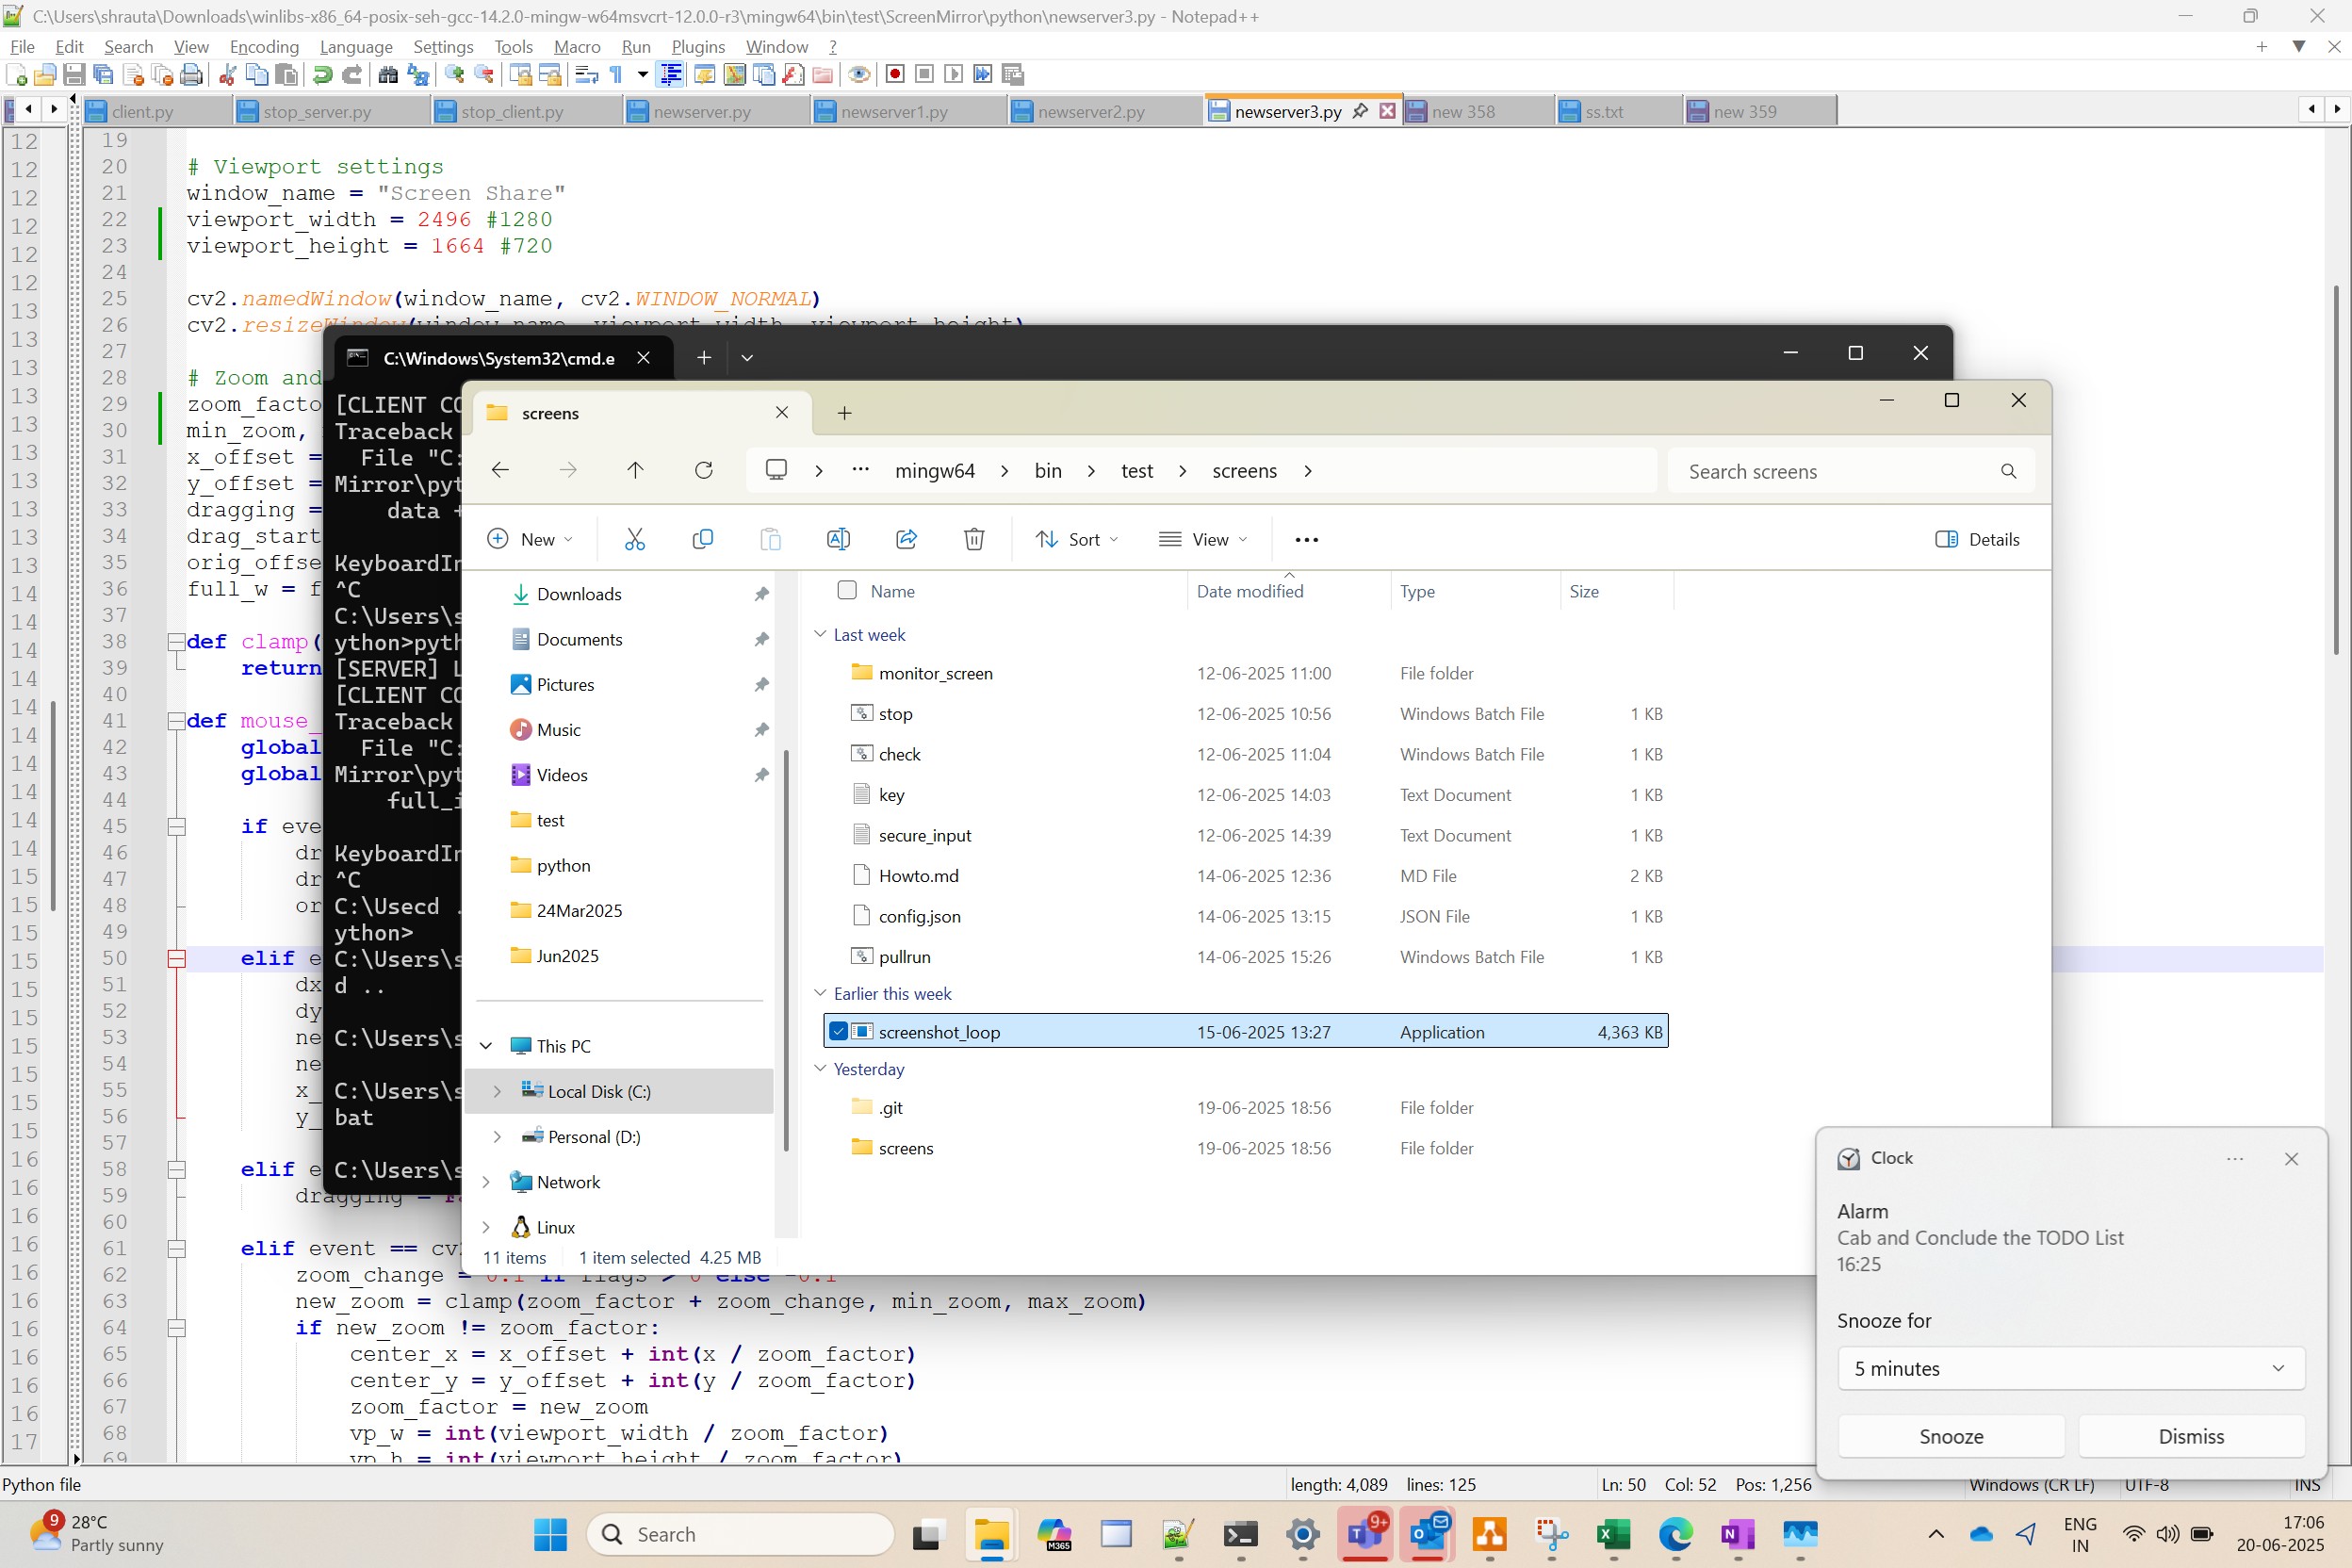 C:\Users\shrauta\Downloads\winlibs-x86_64-posix-seh-gcc-14.2.0-mingw-w64msvcrt-12.0.0-r3\mingw64\bin\test\ScreenMirror\python\newserver3.py - Notepad++
File Edit Search View Encoding Language Settings Tools Macro Run Plugins Window ?
client.py stop_server.py stop_client.py newserver.py newserver1.py newserver2.py newserver3.py new 358 ss.txt new 359
19
20 # Viewport settings
21 window_name = "Screen Share"
22 viewport_width = 2496 #1280
23 viewport_height = 1664 #720
24
25 cv2.namedWindow(window_name, cv2.WINDOW_NORMAL)
26 cv2.resizeWindow(window_name, viewport_width, viewport_height)
27
28 # Zoom and
29 zoom_facto
30 min_zoom,
31 x_offset =
32 y_offset =
33 dragging =
34 drag_start
35 orig_offse
36 full_w = f
37
38 def clamp(
39 return
40
41 def mouse_
42 global
43 global
44
45 if eve
46 dr
47 dr
48 or
49
50 elif e
51 dx
52 dy
53 ne
54 ne
55 x_
56 y_
57
58 elif e
59 dragging =
60
61 elif event == cv
62 zoom_change = 0.1 if flags > 0 else -0.1
63 new_zoom = clamp(zoom_factor + zoom_change, min_zoom, max_zoom)
64 if new_zoom != zoom_factor:
65 center_x = x_offset + int(x / zoom_factor)
66 center_y = y_offset + int(y / zoom_factor)
67 zoom_factor = new_zoom
68 vp_w = int(viewport_width / zoom_factor)
69 vp_h = int(viewport_height / zoom_factor)
C:\Windows\System32\cmd.e
[CLIENT CO
Traceback
File "C:
Mirror\pyt
data +
KeyboardIn
^C
C:\Users\s
ython>pyth
[SERVER] L
[CLIENT CO
Traceback
File "C:
Mirror\pyt
full_i
KeyboardIn
^C
C:\Usecd .
ython>
C:\Users\s
d ..
C:\Users\s
C:\Users\s
bat
C:\Users\s
screens
… mingw64 > bin > test > screens >
Search screens
New Sort View … Details
Downloads
Documents
Pictures
Music
Videos
test
python
24Mar2025
Jun2025
This PC
Local Disk (C:)
Personal (D:)
Network
Linux
Name Date modified Type Size
Last week
monitor_screen 12-06-2025 11:00 File folder
stop 12-06-2025 10:56 Windows Batch File 1 KB
check 12-06-2025 11:04 Windows Batch File 1 KB
key 12-06-2025 14:03 Text Document 1 KB
secure_input 12-06-2025 14:39 Text Document 1 KB
Howto.md 14-06-2025 12:36 MD File 2 KB
config.json 14-06-2025 13:15 JSON File 1 KB
pullrun 14-06-2025 15:26 Windows Batch File 1 KB
Earlier this week
screenshot_loop 15-06-2025 13:27 Application 4,363 KB
Yesterday
.git 19-06-2025 18:56 File folder
screens 19-06-2025 18:56 File folder
11 items 1 item selected 4.25 MB
Clock
Alarm
Cab and Conclude the TODO List
16:25
Snooze for
5 minutes
Snooze Dismiss
Python file length: 4,089 lines: 125 Ln: 50 Col: 52 Pos: 1,256 Windows (CR LF) UTF-8 INS
9 28°C
Partly sunny
Search
M365
9+
ENG
IN
17:06
20-06-2025